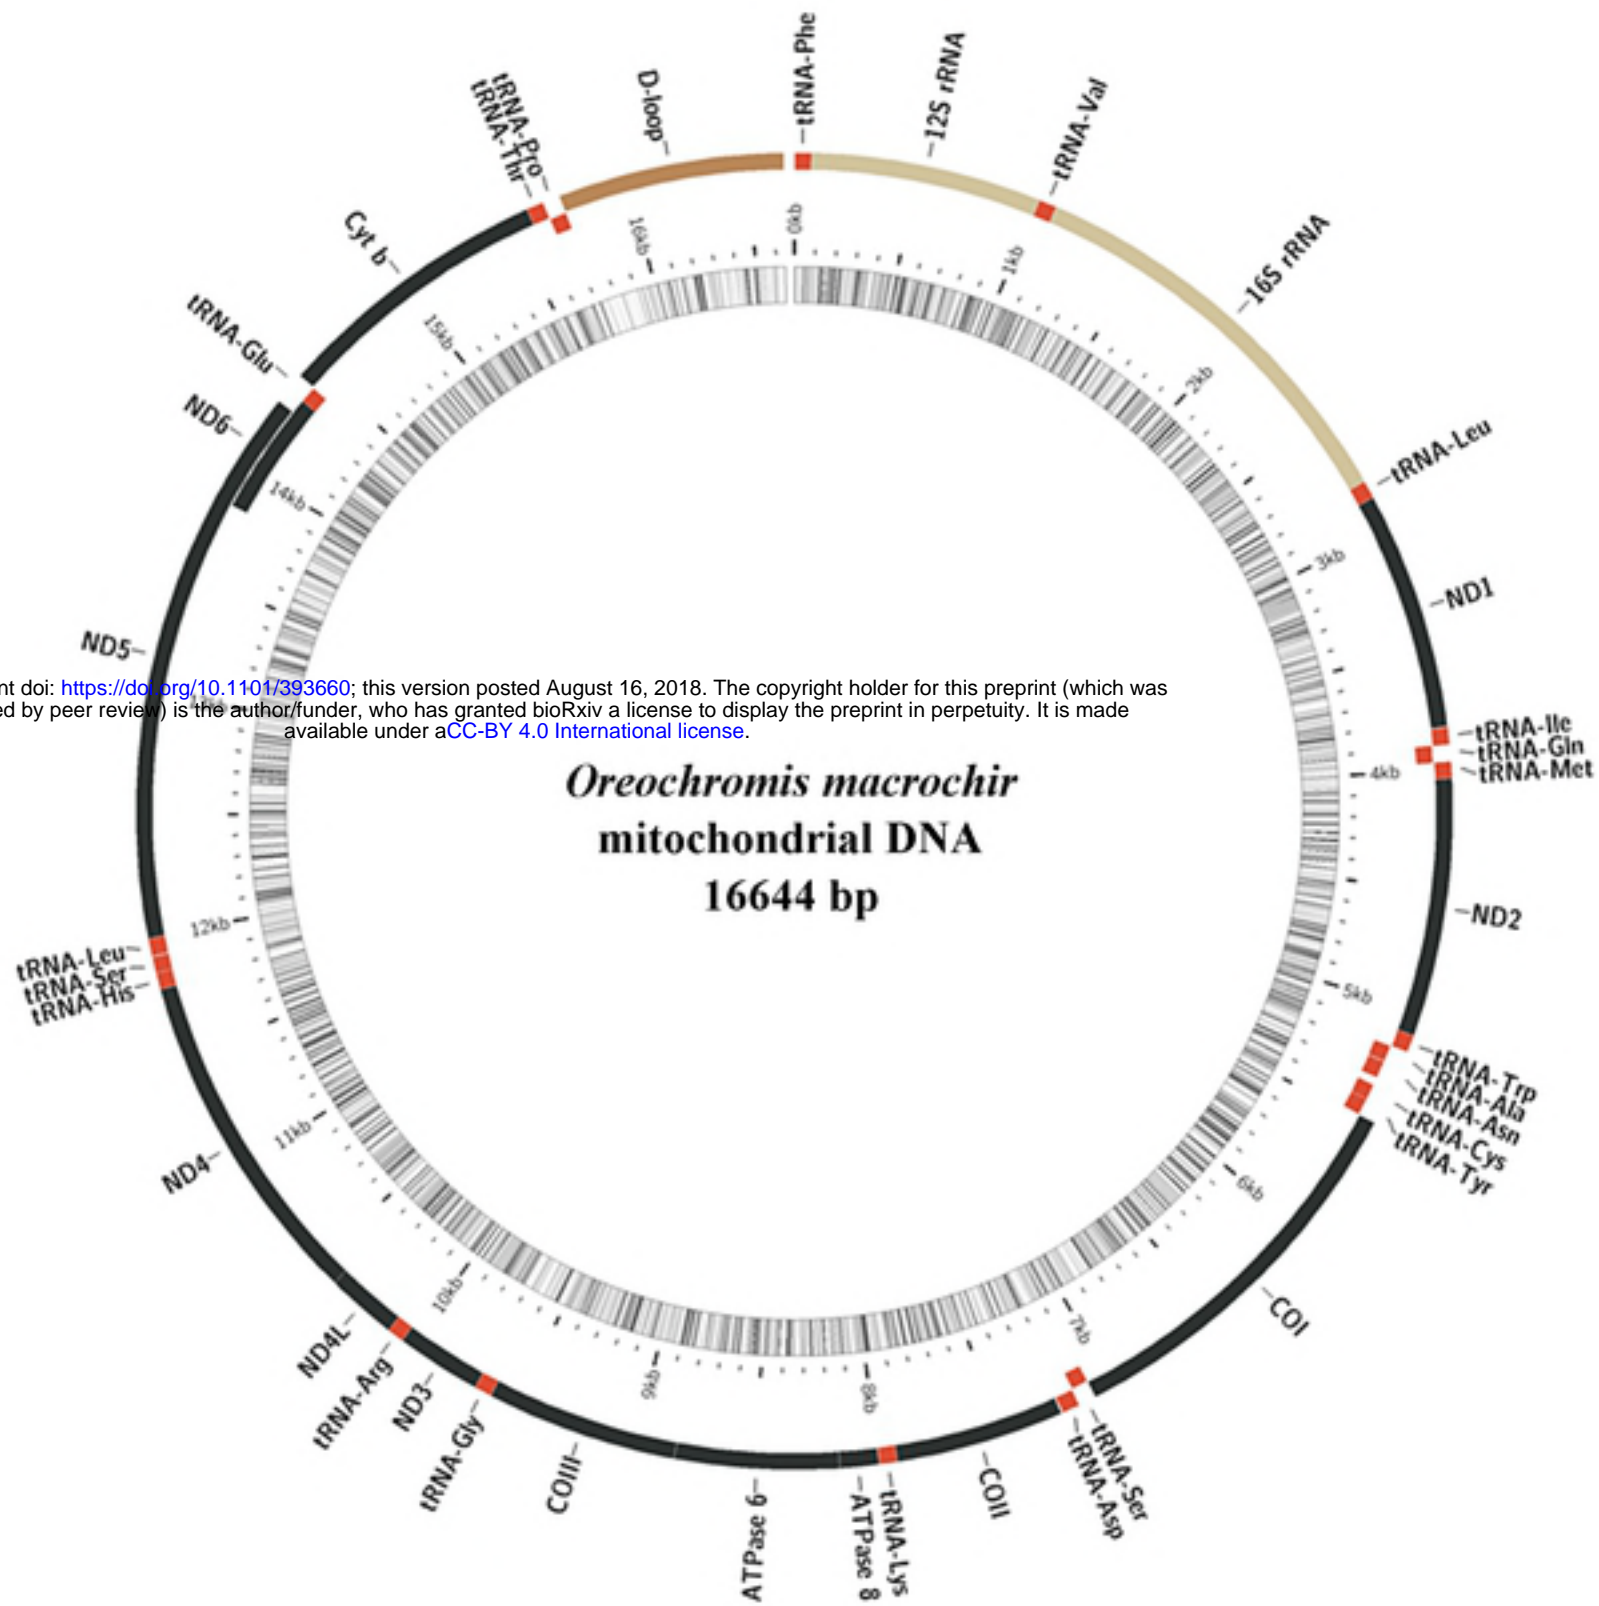 tRNA-Phe
12S rRNA
tRNA-Val
16S rRNA
tRNA-Leu
ND1
tRNA-Ile
tRNA-Gln
tRNA-Met
ND2
tRNA-Trp
tRNA-Ala
tRNA-Asn
tRNA-Cys
tRNA-Tyr
COI
tRNA-Ser
tRNA-Asp
COII
tRNA-Lys
ATPase 8
ATPase 6
COIII
tRNA-Gly
ND3
tRNA-Arg
ND4L
ND4
tRNA-His
tRNA-Ser
tRNA-Leu
ND5
ND6
tRNA-Glu
Cyt b
tRNA-Thr
tRNA-Pro
D-loop
0kb
1kb
2kb
3kb
4kb
5kb
6kb
7kb
8kb
9kb
10kb
11kb
12kb
14kb
15kb
16kb
nt doi: https://doi.org/10.1101/393660; this version posted August 16, 2018. The copyright holder for this preprint (which was
ed by peer review) is the author/funder, who has granted bioRxiv a license to display the preprint in perpetuity. It is made
available under aCC-BY 4.0 International license.
Oreochromis macrochir
mitochondrial DNA
16644 bp